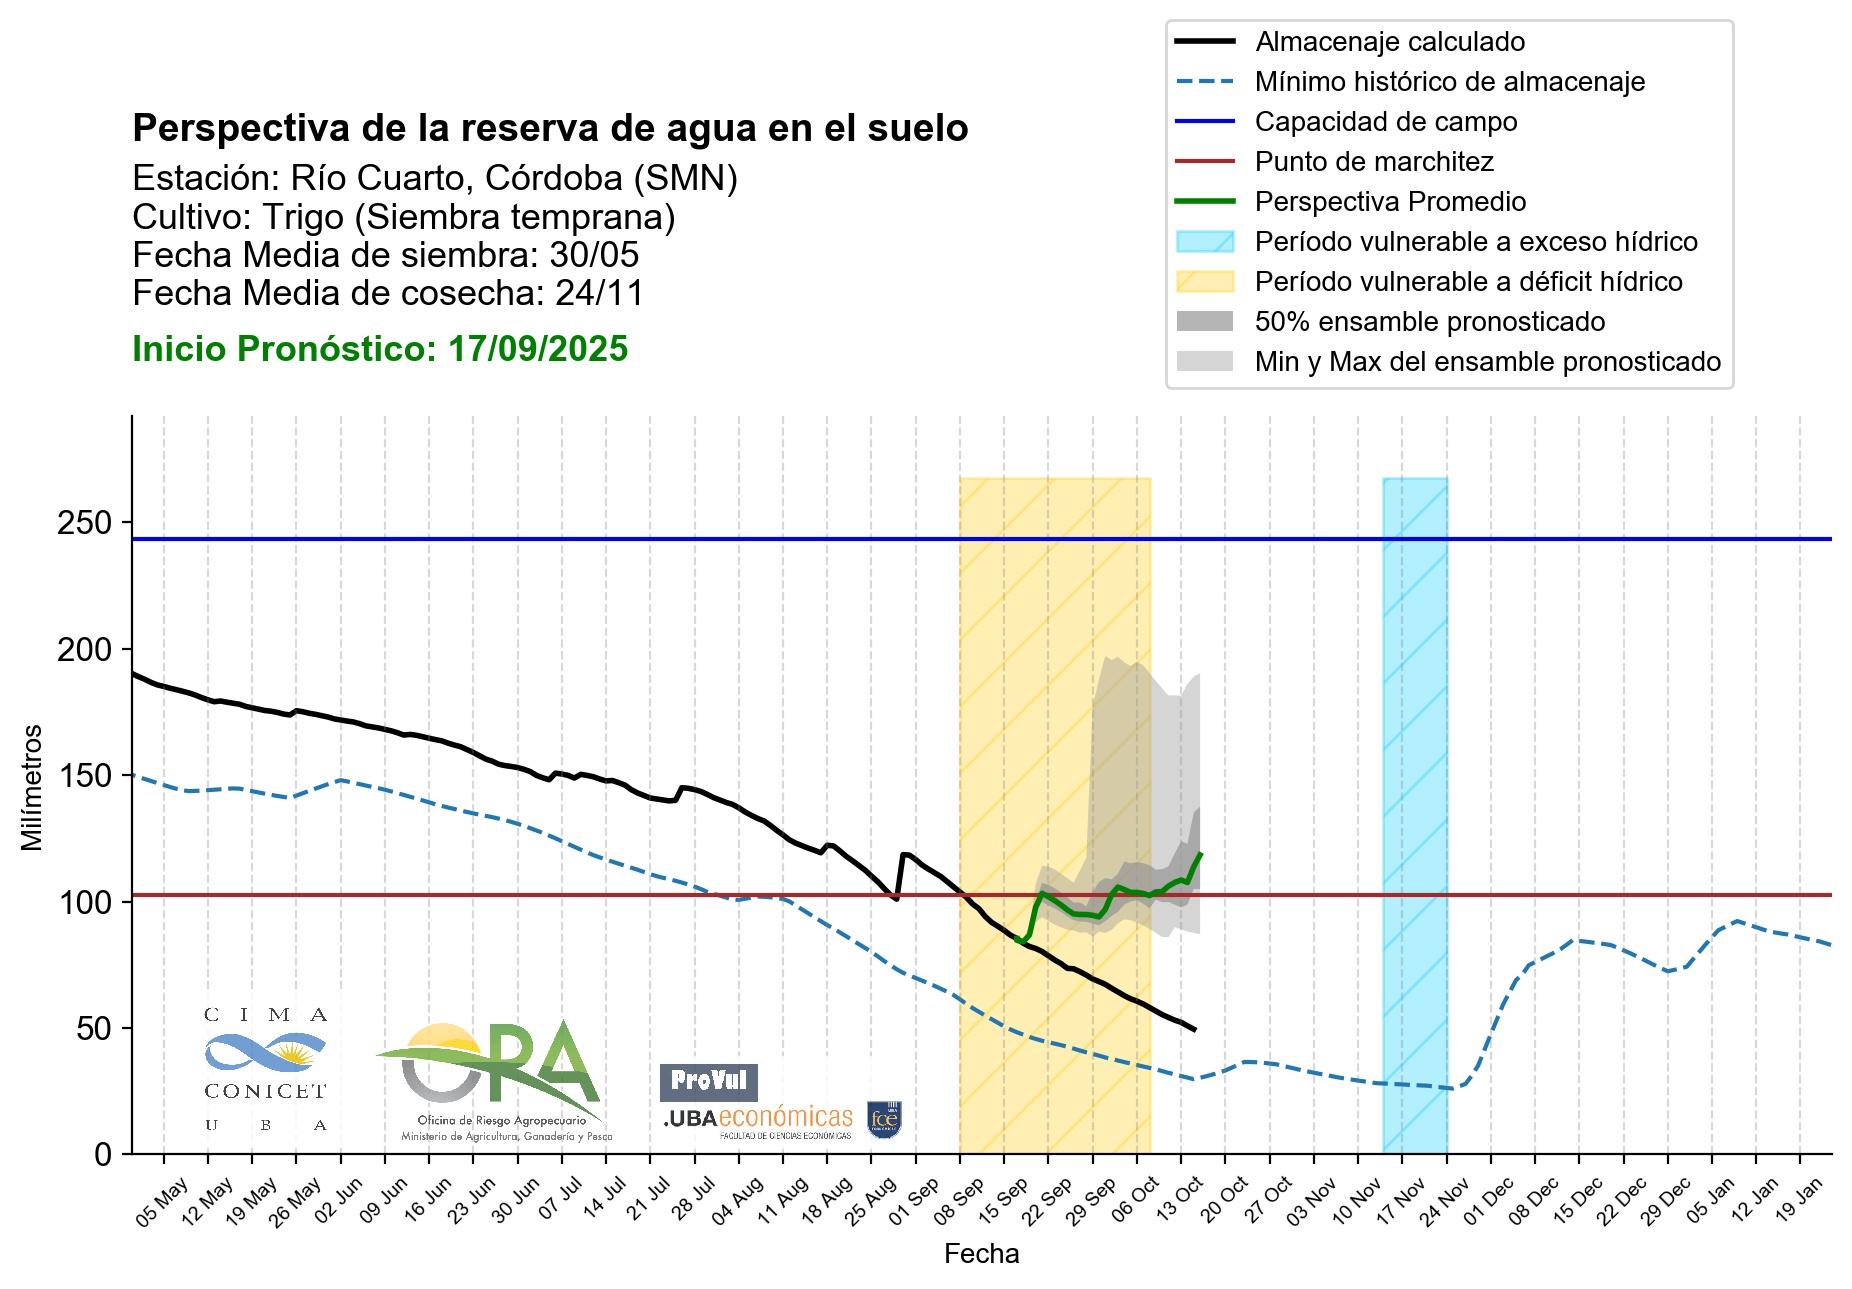 Almacenaje calculado
Mínimo histórico de almacenaje
Capacidad de campo
Punto de marchitez
Perspectiva Promedio
Período vulnerable a exceso hídrico
Período vulnerable a déficit hídrico
50% ensamble pronosticado
Min y Max del ensamble pronosticado
Perspectiva de la reserva de agua en el suelo
Estación: Río Cuarto, Córdoba (SMN)
Cultivo: Trigo (Siembra temprana)
Fecha Media de siembra: 30/05
Fecha Media de cosecha: 24/11
Inicio Pronóstico: 17/09/2025
Milímetros
250
200
150
100
50
0
CIMA
CONICET
UBA
ORA
Oficina de Riesgo Agropecuario
Ministerio de Agricultura, Ganadería y Pesca
ProVul
.UBAeconómicas
FACULTAD DE CIENCIAS ECONÓMICAS
UBA
fce
05 May
12 May
19 May
26 May
02 Jun
09 Jun
16 Jun
23 Jun
30 Jun
07 Jul
14 Jul
21 Jul
28 Jul
04 Aug
11 Aug
18 Aug
25 Aug
01 Sep
08 Sep
15 Sep
22 Sep
29 Sep
06 Oct
13 Oct
20 Oct
27 Oct
03 Nov
10 Nov
17 Nov
24 Nov
01 Dec
08 Dec
15 Dec
22 Dec
29 Dec
05 Jan
12 Jan
19 Jan
Fecha